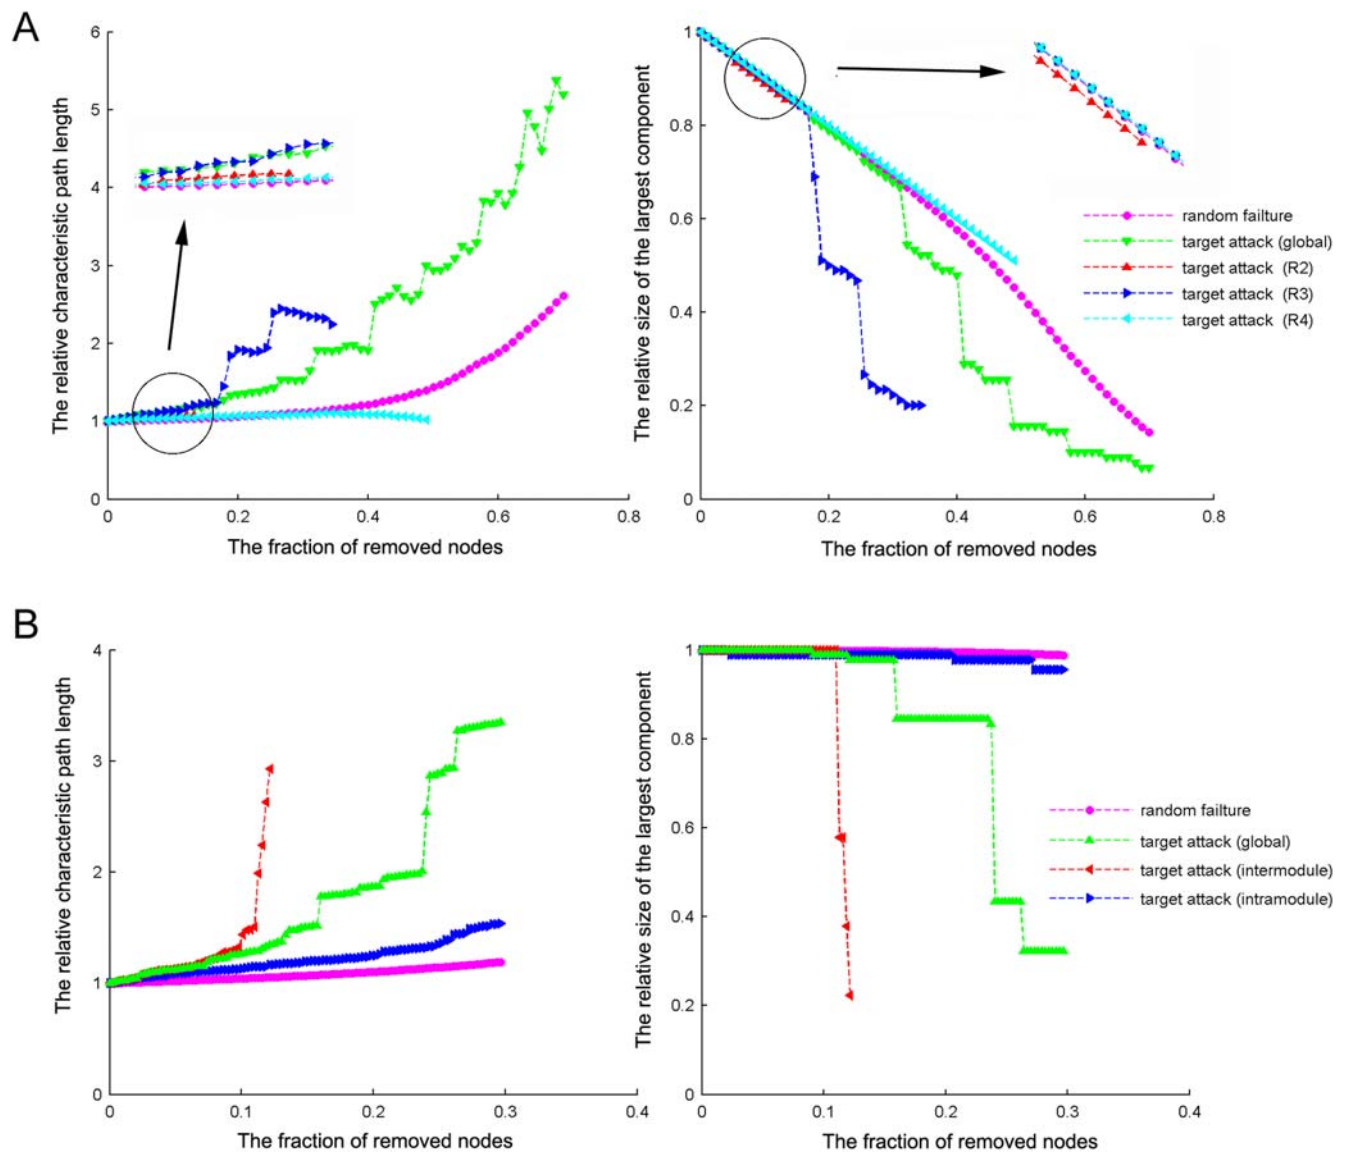 A
The relative characteristic path length
6
5
4
3
2
1
0
0
0.2
0.4
0.6
0.8
The fraction of removed nodes
The relative size of the largest component
1
0.8
0.6
0.4
0.2
0
0
0.2
0.4
0.6
0.8
The fraction of removed nodes
random failture
target attack (global)
target attack (R2)
target attack (R3)
target attack (R4)
B
The relative characteristic path length
4
3
2
1
0
0
0.1
0.2
0.3
0.4
The fraction of removed nodes
The relative size of the largest component
1
0.8
0.6
0.4
0.2
0
0
0.1
0.2
0.3
0.4
The fraction of removed nodes
random failture
target attack (global)
target attack (intermodule)
target attack (intramodule)